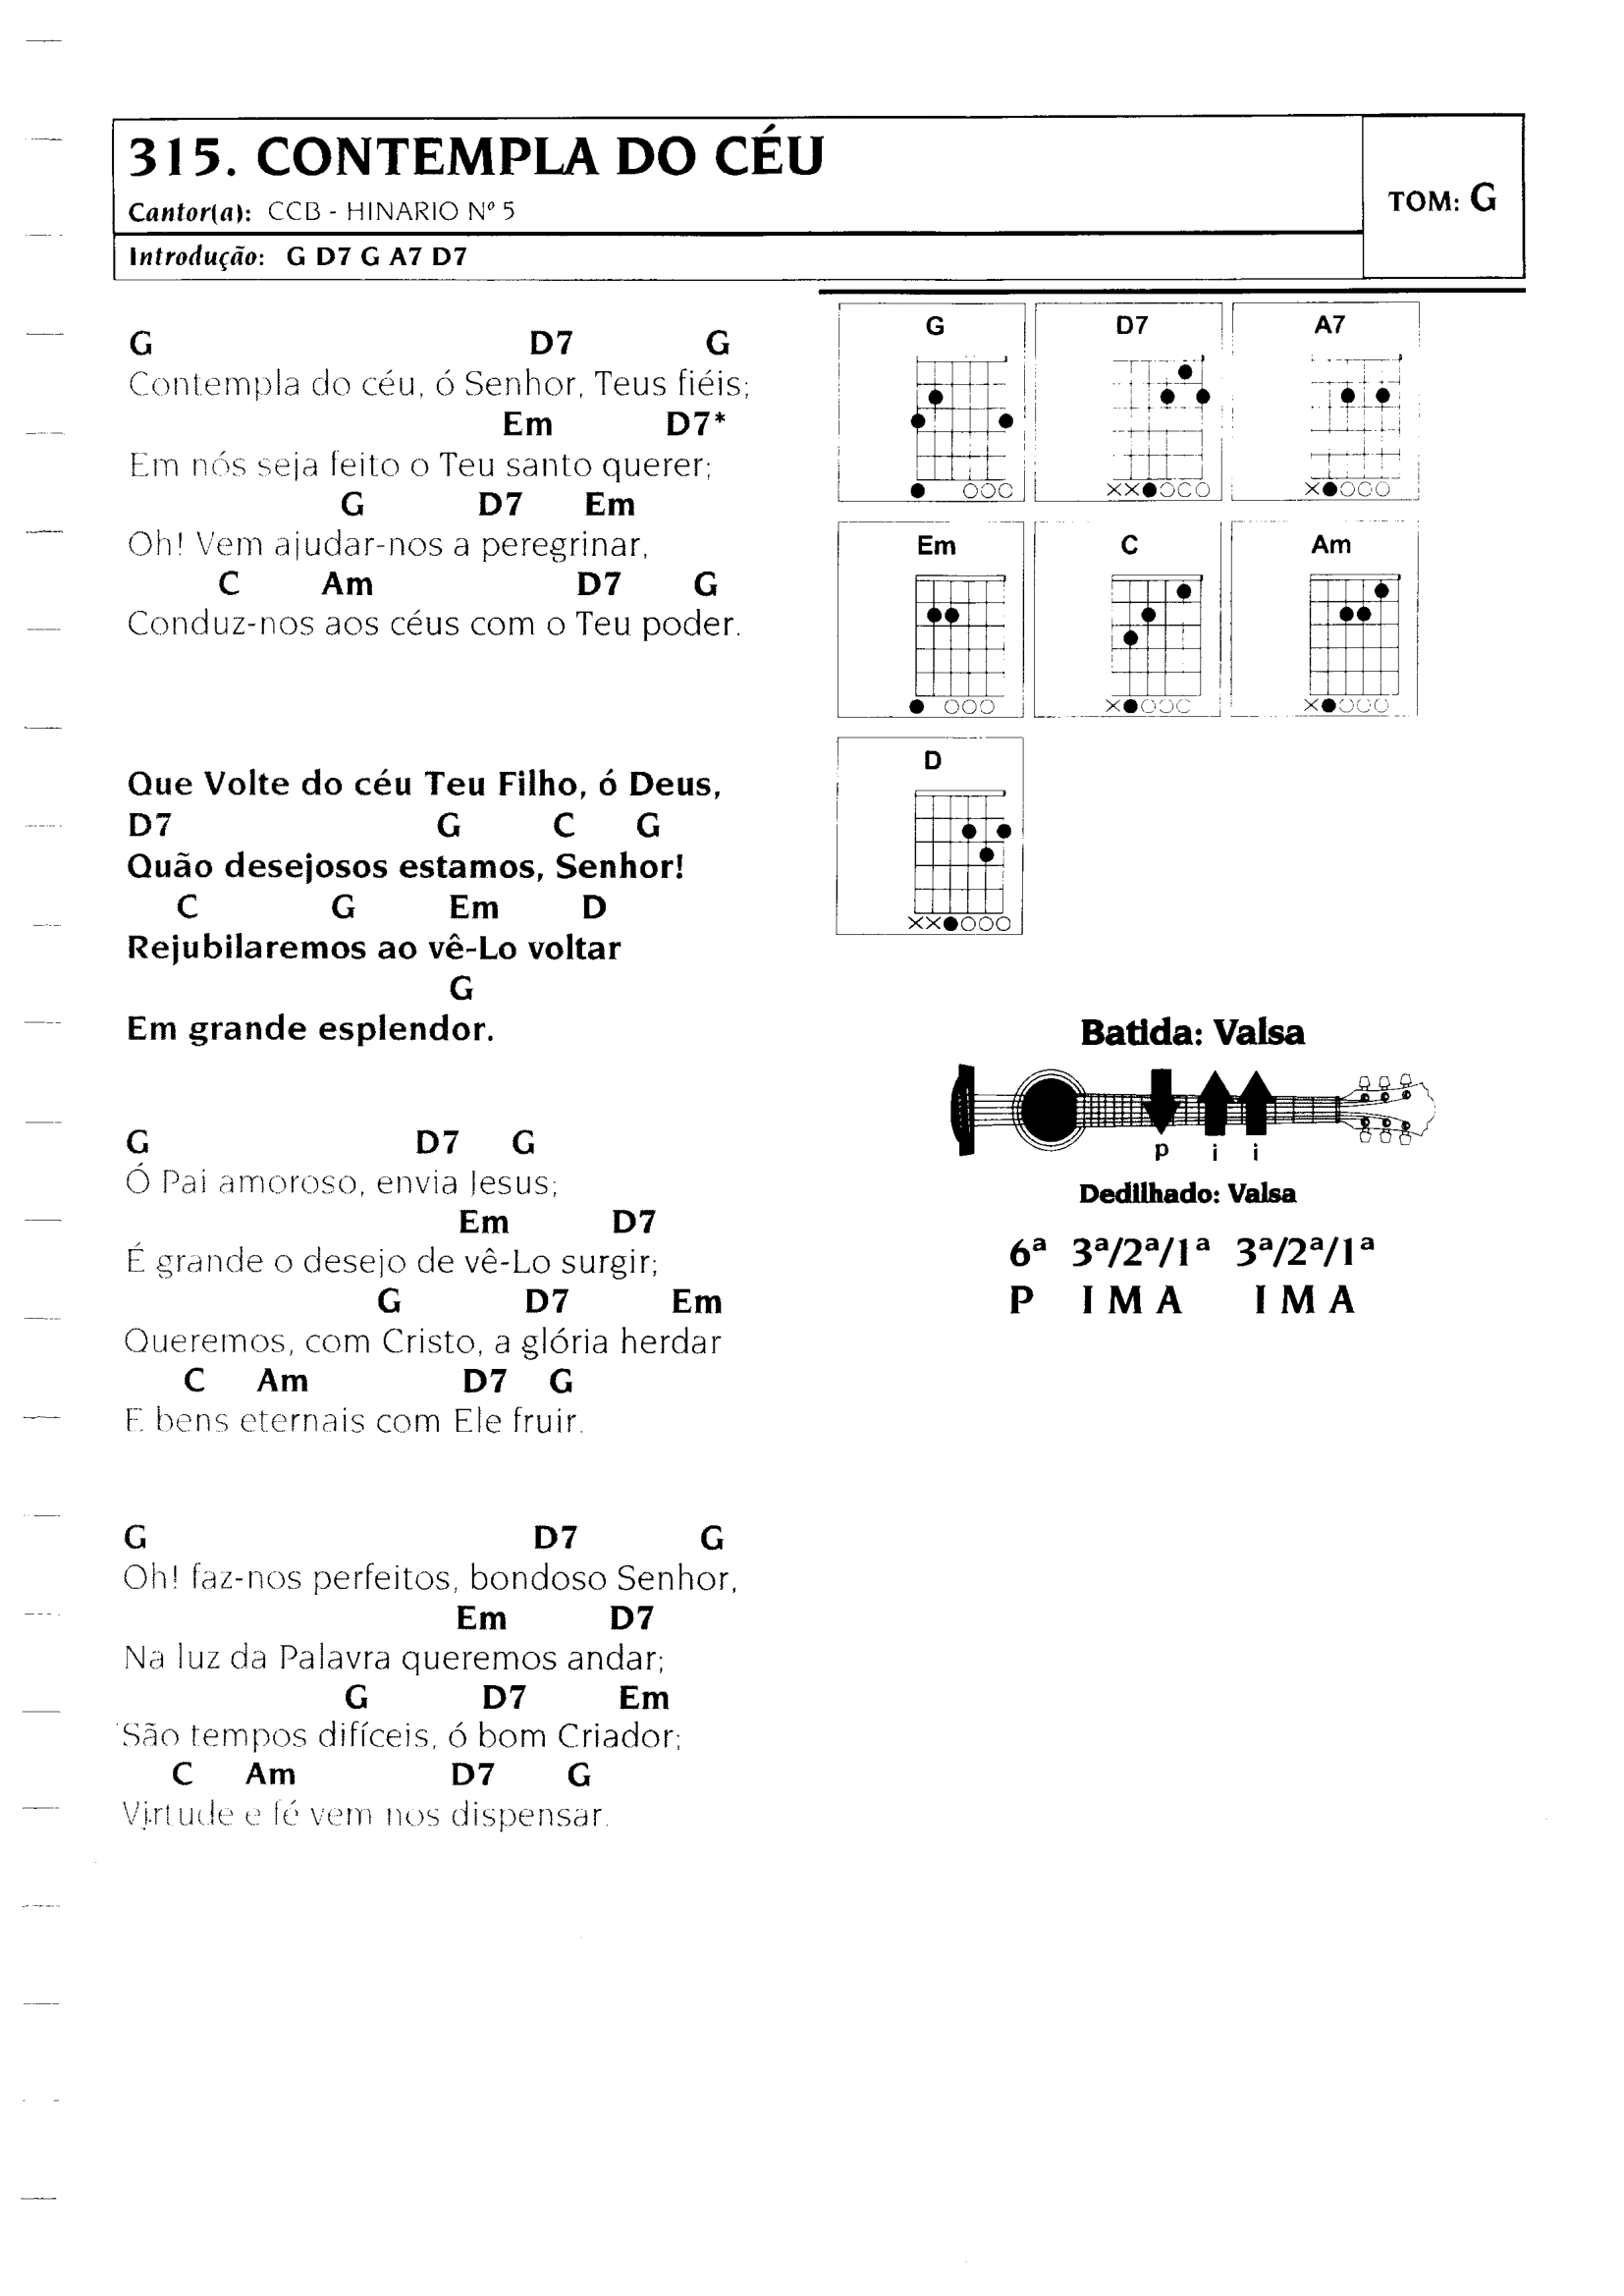 315. CONTEMPLA DO CÉU
Cantor(a): CCB - HINARIO Nº 5
TOM: G
Introdução: G D7 G A7 D7
G D7 G
Contempla do céu, ó Senhor, Teus fiéis;
Em D7*
Em nós seja feito o Teu santo querer;
G D7 Em
Oh! Vem ajudar-nos a peregrinar,
C Am D7 G
Conduz-nos aos céus com o Teu poder.
Que Volte do céu Teu Filho, ó Deus,
D7 G C G
Quão desejosos estamos, Senhor!
C G Em D
Rejubilaremos ao vê-Lo voltar
G
Em grande esplendor.
G D7 G
Ó Pai amoroso, envia Jesus;
Em D7
É grande o desejo de vê-Lo surgir;
G D7 Em
Queremos, com Cristo, a glória herdar
C Am D7 G
E bens eternais com Ele fruir.
G D7 G
Oh! faz-nos perfeitos, bondoso Senhor,
Em D7
Na luz da Palavra queremos andar;
G D7 Em
São tempos difíceis, ó bom Criador;
C Am D7 G
Virtude e fé vem nos dispensar.
G D7 A7
Em C Am
D
Batida: Valsa
p i i
Dedilhado: Valsa
6ª 3ª/2ª/1ª 3ª/2ª/1ª
P I M A I M A